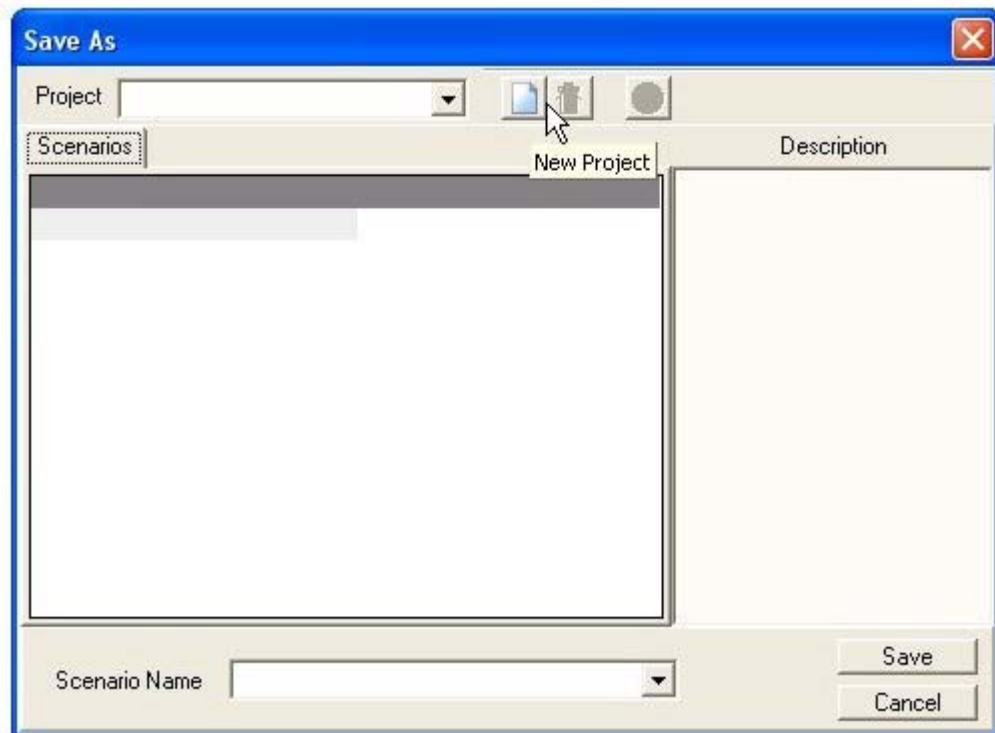 Save As
Project
New Project
Scenarios
Description
Scenario Name
Save
Cancel